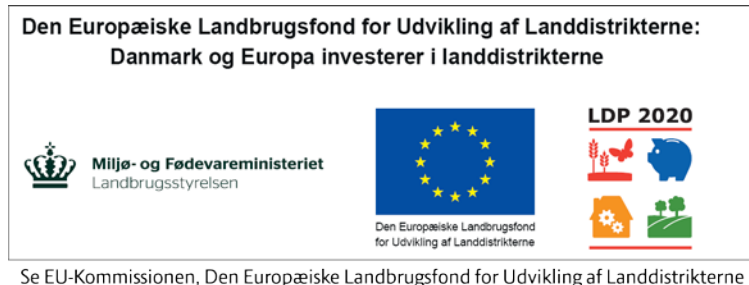 Den Europæiske Landbrugsfond for Udvikling af Landdistrikterne:
Danmark og Europa investerer i landdistrikterne
LDP 2020
Miljø- og Fødevareministeriet
Landbrugsstyrelsen
Den Europæiske Landbrugsfond
for Udvikling af Landdistrikterne
Se EU-Kommissionen, Den Europæiske Landbrugsfond for Udvikling af Landdistrikterne